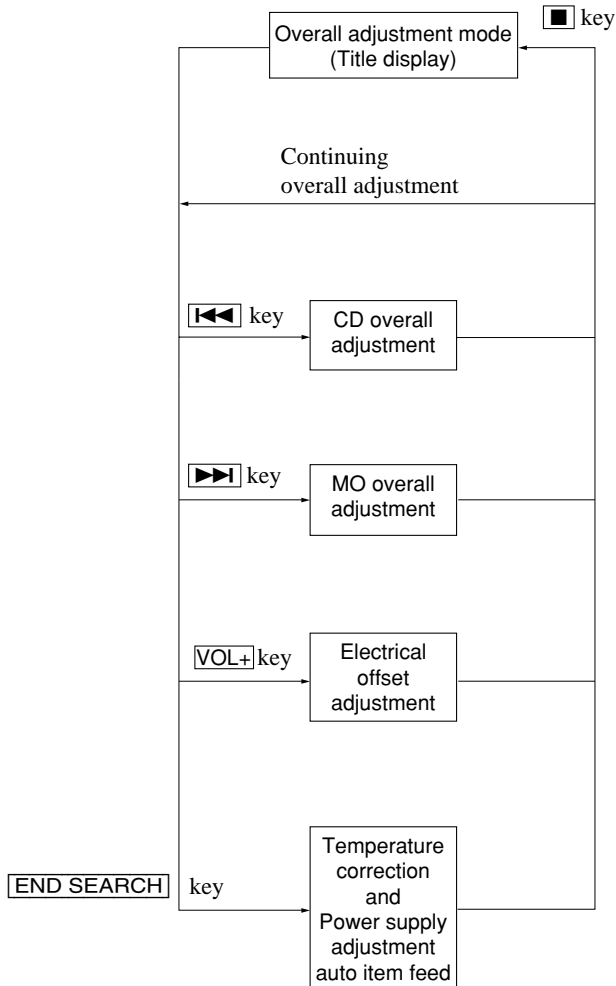 ■ key
Overall adjustment mode
(Title display)
Continuing
overall adjustment
⏮ key
CD overall
adjustment
⏭ key
MO overall
adjustment
VOL+ key
Electrical
offset
adjustment
END SEARCH key
Temperature
correction
and
Power supply
adjustment
auto item feed